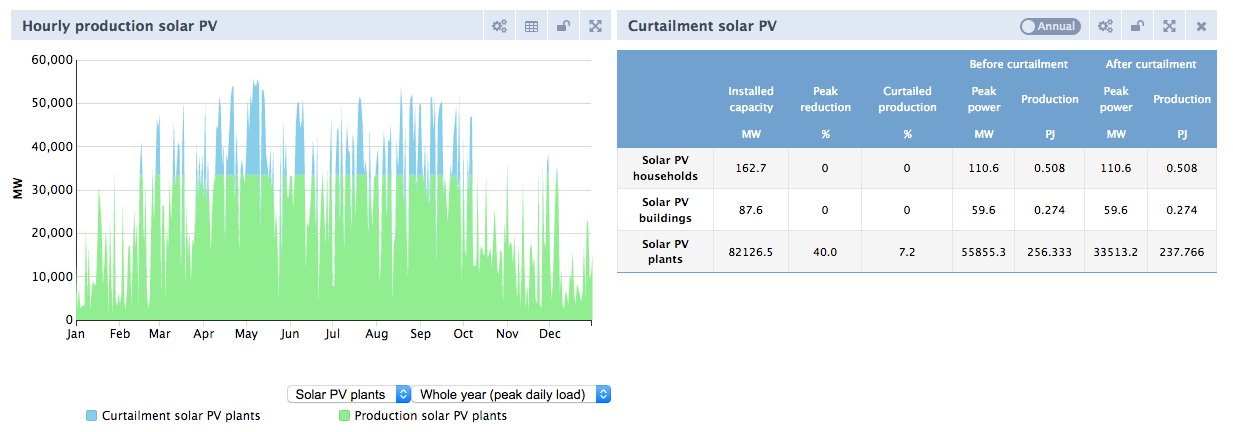 Hourly production solar PV
60,000
50,000
40,000
30,000
20,000
10,000
0
MW
Jan Feb Mar Apr May Jun Jul Aug Sep Oct Nov Dec
Solar PV plants Whole year (peak daily load)
Curtailment solar PV plants Production solar PV plants
Curtailment solar PV
Annual
Before curtailment After curtailment
Installed Peak Curtailed Peak Production Peak Production
capacity reduction production power power
MW % % MW PJ MW PJ
Solar PV
households 162.7 0 0 110.6 0.508 110.6 0.508
Solar PV
buildings 87.6 0 0 59.6 0.274 59.6 0.274
Solar PV
plants 82126.5 40.0 7.2 55855.3 256.333 33513.2 237.766